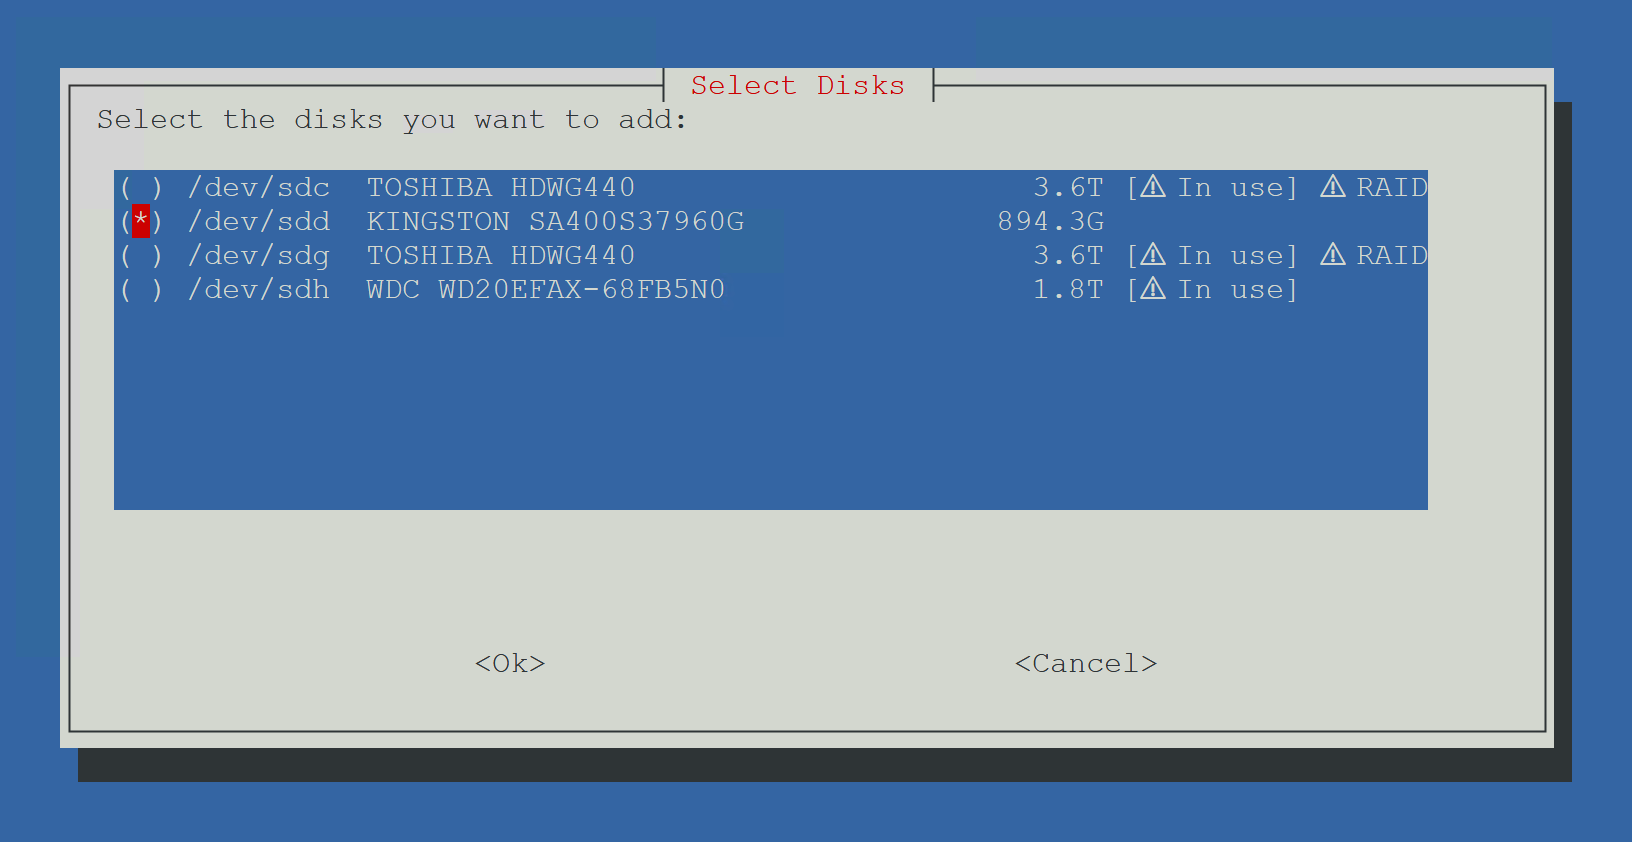 Select Disks
Select the disks you want to add:
( ) /dev/sdc  TOSHIBA HDWG440  3.6T [⚠ In use] ⚠ RAID
(*) /dev/sdd  KINGSTON SA400S37960G  894.3G
( ) /dev/sdg  TOSHIBA HDWG440  3.6T [⚠ In use] ⚠ RAID
( ) /dev/sdh  WDC WD20EFAX-68FB5N0  1.8T [⚠ In use]
<Ok>  <Cancel>